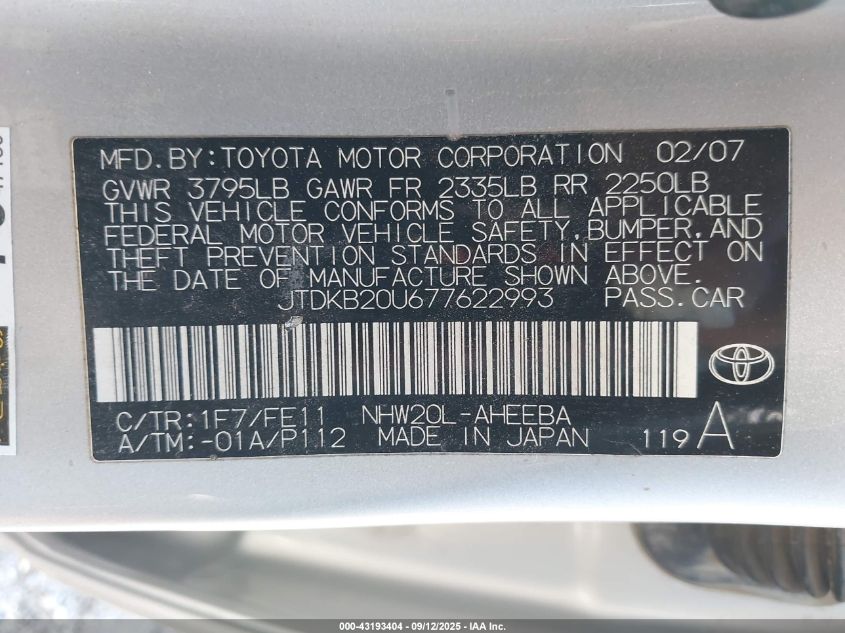 MFD.BY:TOYOTA MOTOR CORPORATION 02/07
GVWR 3795LB GAWR FR 2335LB RR 2250LB
THIS VEHICLE CONFORMS TO ALL APPLICABLE
FEDERAL MOTOR VEHICLE SAFETY,BUMPER,AND
THEFT PREVENTION STANDARDS IN EFFECT ON
THE DATE OF MANUFACTURE SHOWN ABOVE.
JTDKB20U677622993 PASS.CAR
C/TR:1F7/FE11 NHW20L-AHEEBA
A/TM:-01A/P112 MADE IN JAPAN 119 A
000-43193404 - 09/12/2025 - IAA Inc.